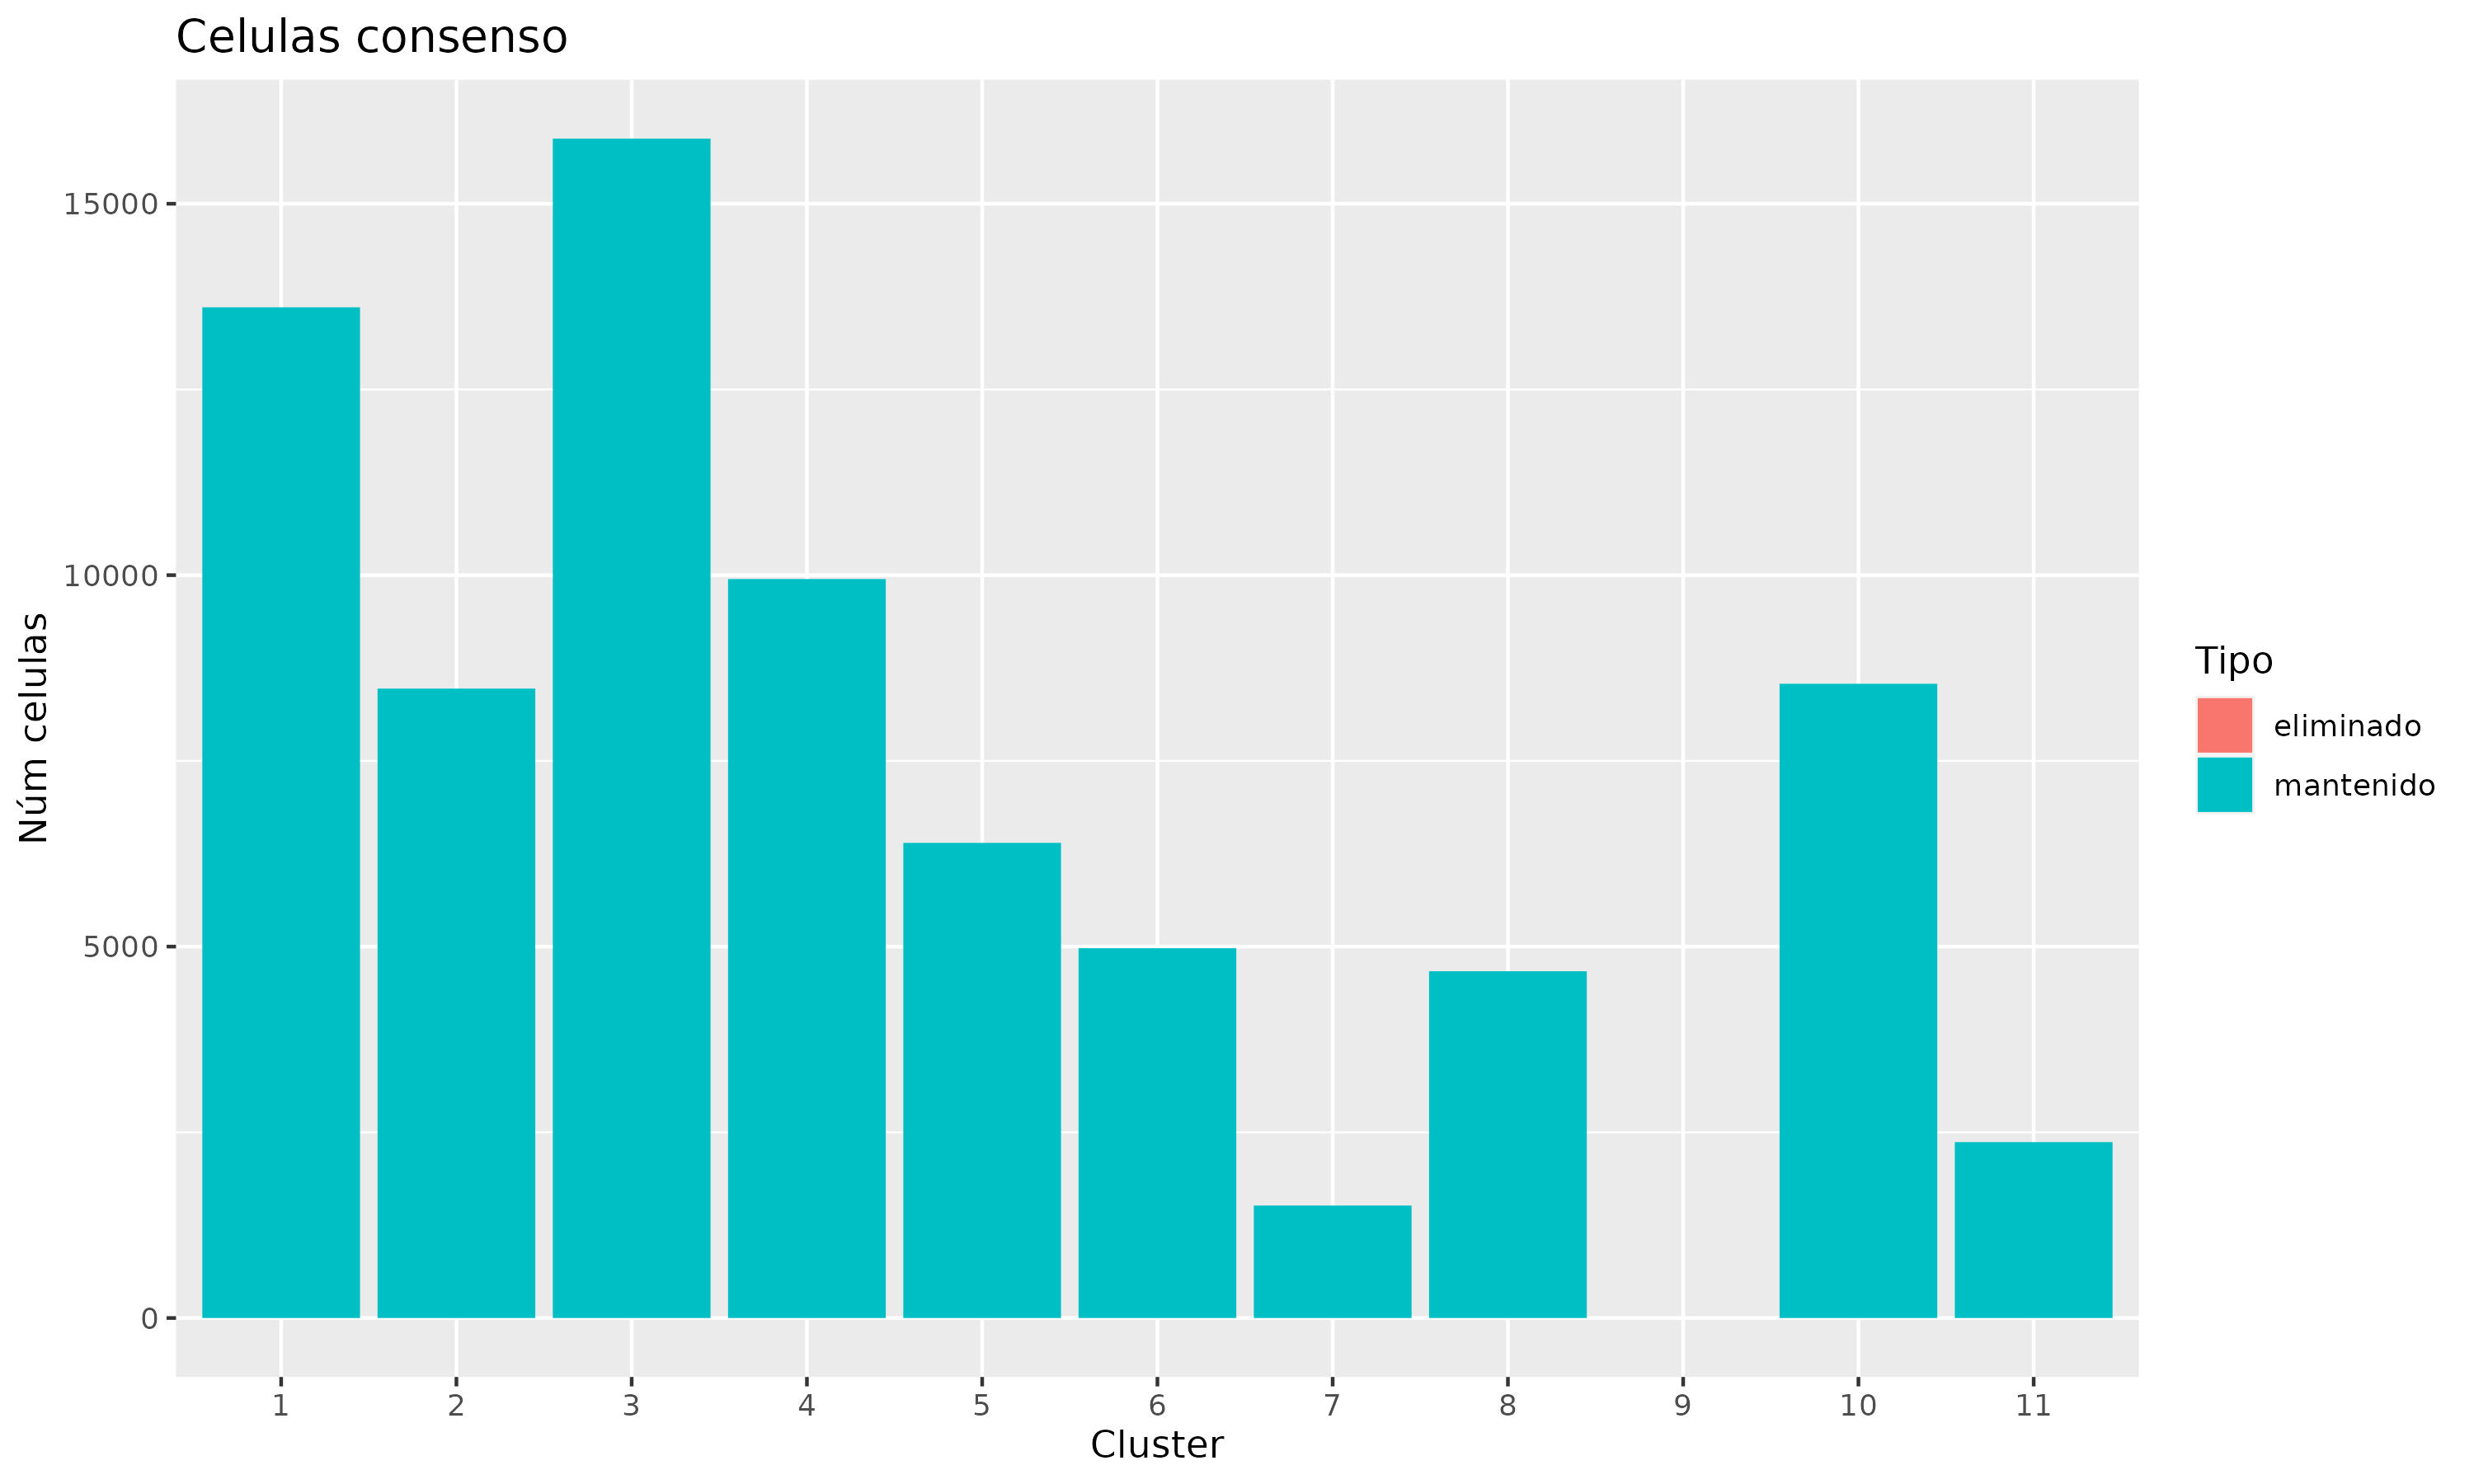 Celulas consenso
Núm celulas
15000
10000
5000
0
1 2 3 4 5 6 7 8 9 10 11
Cluster
Tipo
eliminado
mantenido